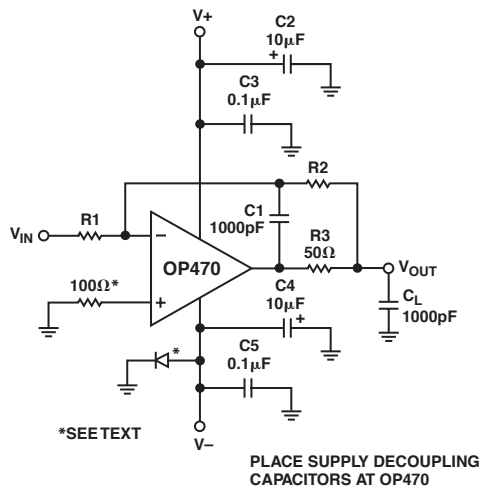 V+
C2
10μF
+
C3
0.1μF
R2
R1
C1
1000pF
R3
50Ω
VIN
–
OP470
VOUT
100Ω*
+
C4
10μF
+
CL
1000pF
*
C5
0.1μF
*SEE TEXT
V–
PLACE SUPPLY DECOUPLING
CAPACITORS AT OP470